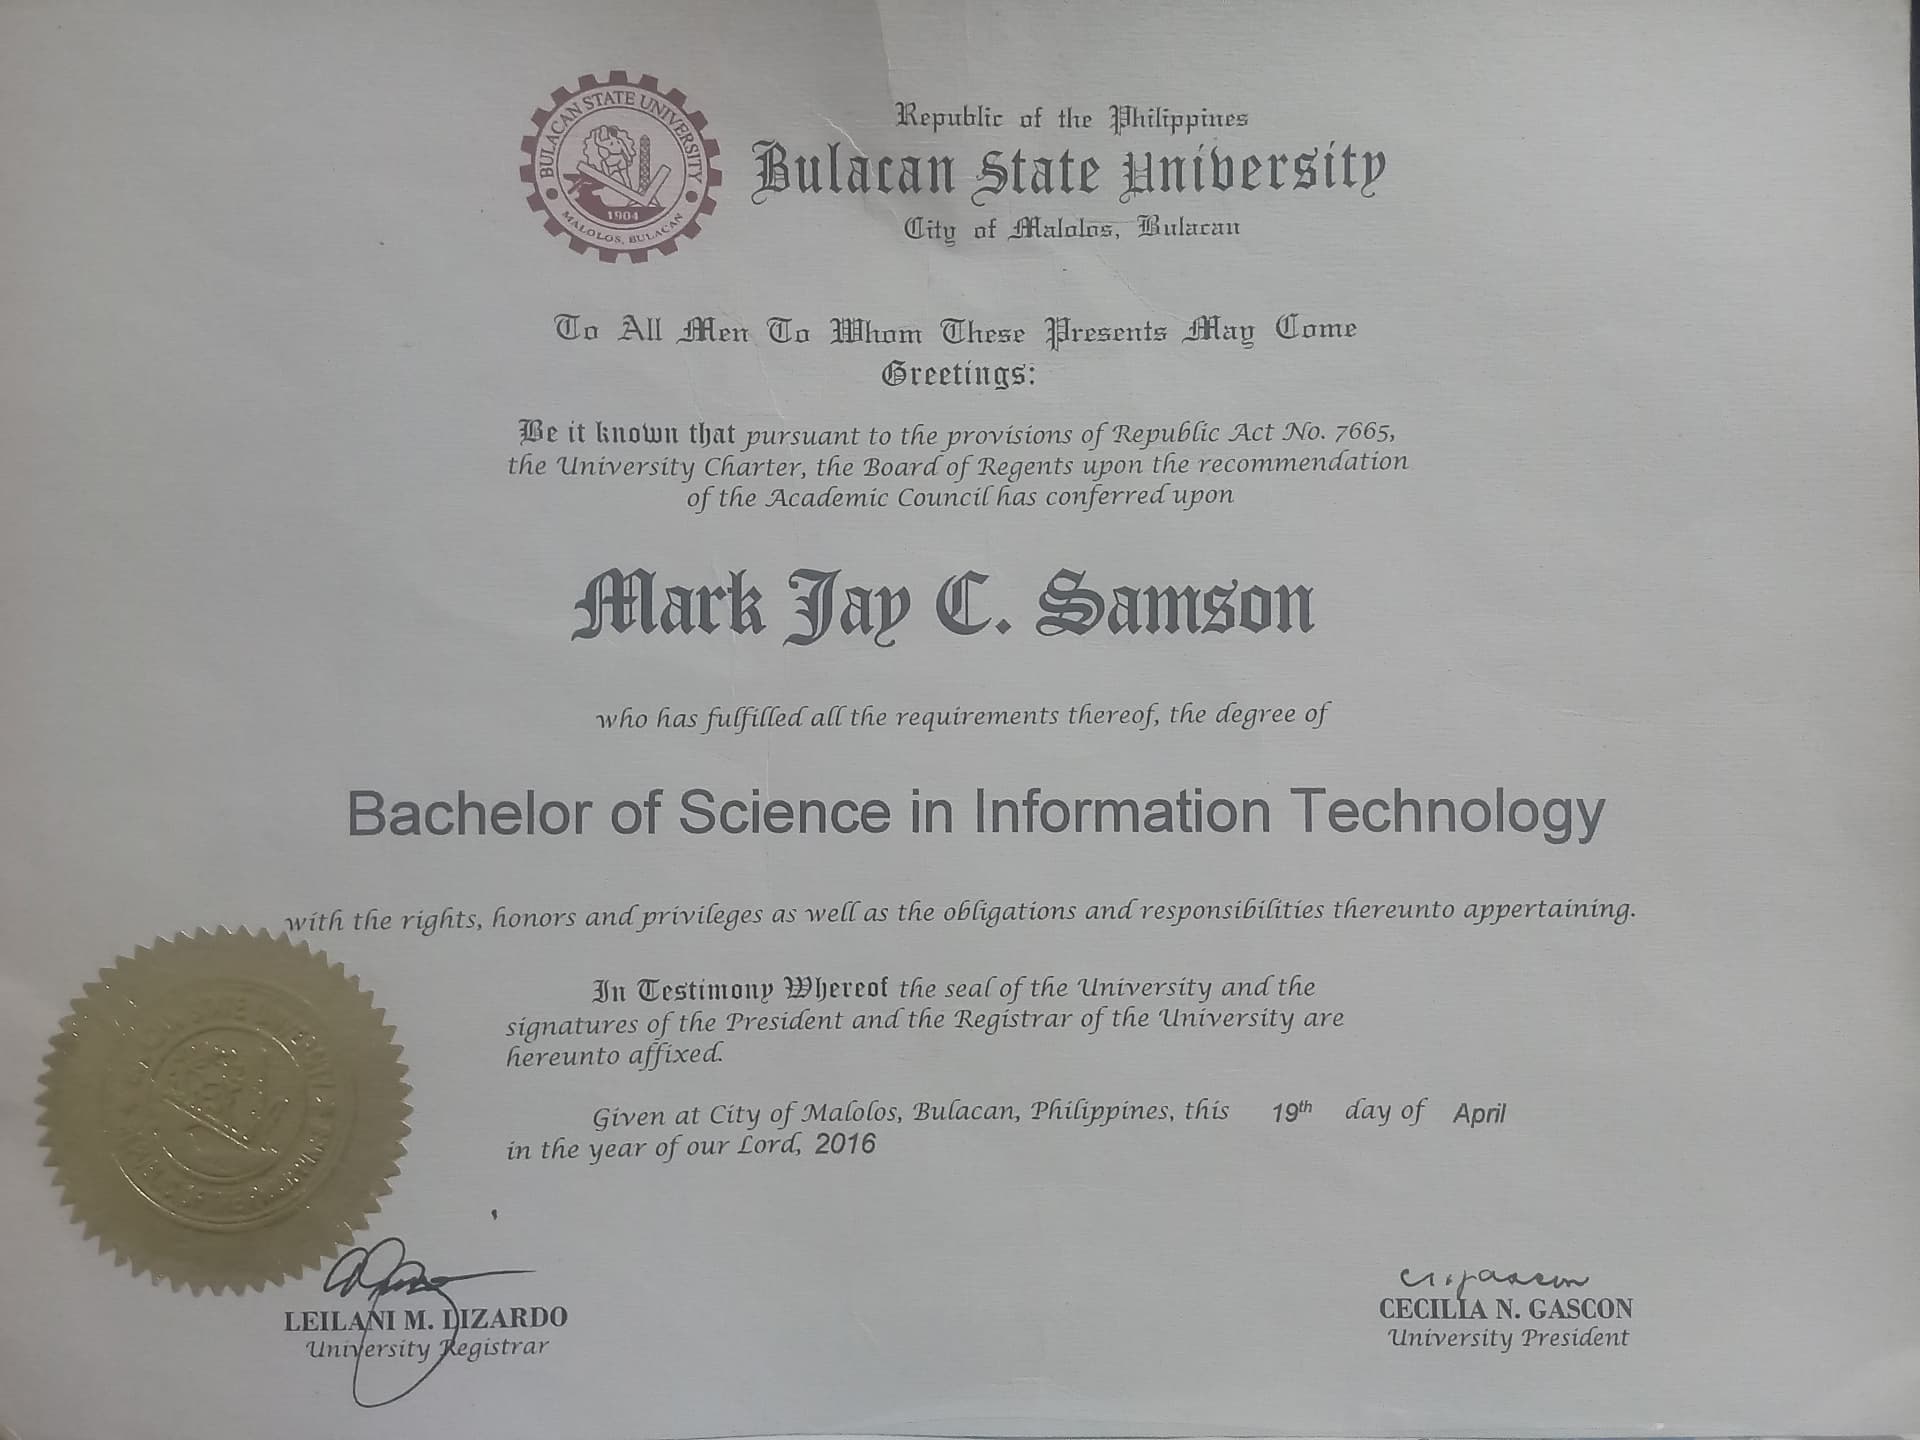 BULACAN STATE UNIVERSITY
1904
MALOLOS, BULACAN
Republic of the Philippines
Bulacan State University
City of Malolos, Bulacan
To All Men To Whom These Presents May Come
Greetings:
Be it known that pursuant to the provisions of Republic Act No. 7665,
the University Charter, the Board of Regents upon the recommendation
of the Academic Council has conferred upon
Mark Jay C. Samson
who has fulfilled all the requirements thereof, the degree of
Bachelor of Science in Information Technology
with the rights, honors and privileges as well as the obligations and responsibilities thereunto appertaining.
In Testimony Whereof the seal of the University and the
signatures of the President and the Registrar of the University are
hereunto affixed.
Given at City of Malolos, Bulacan, Philippines, this 19th day of April
in the year of our Lord, 2016
LEILANI M. DIZARDO
University Registrar
CECILIA N. GASCON
University President